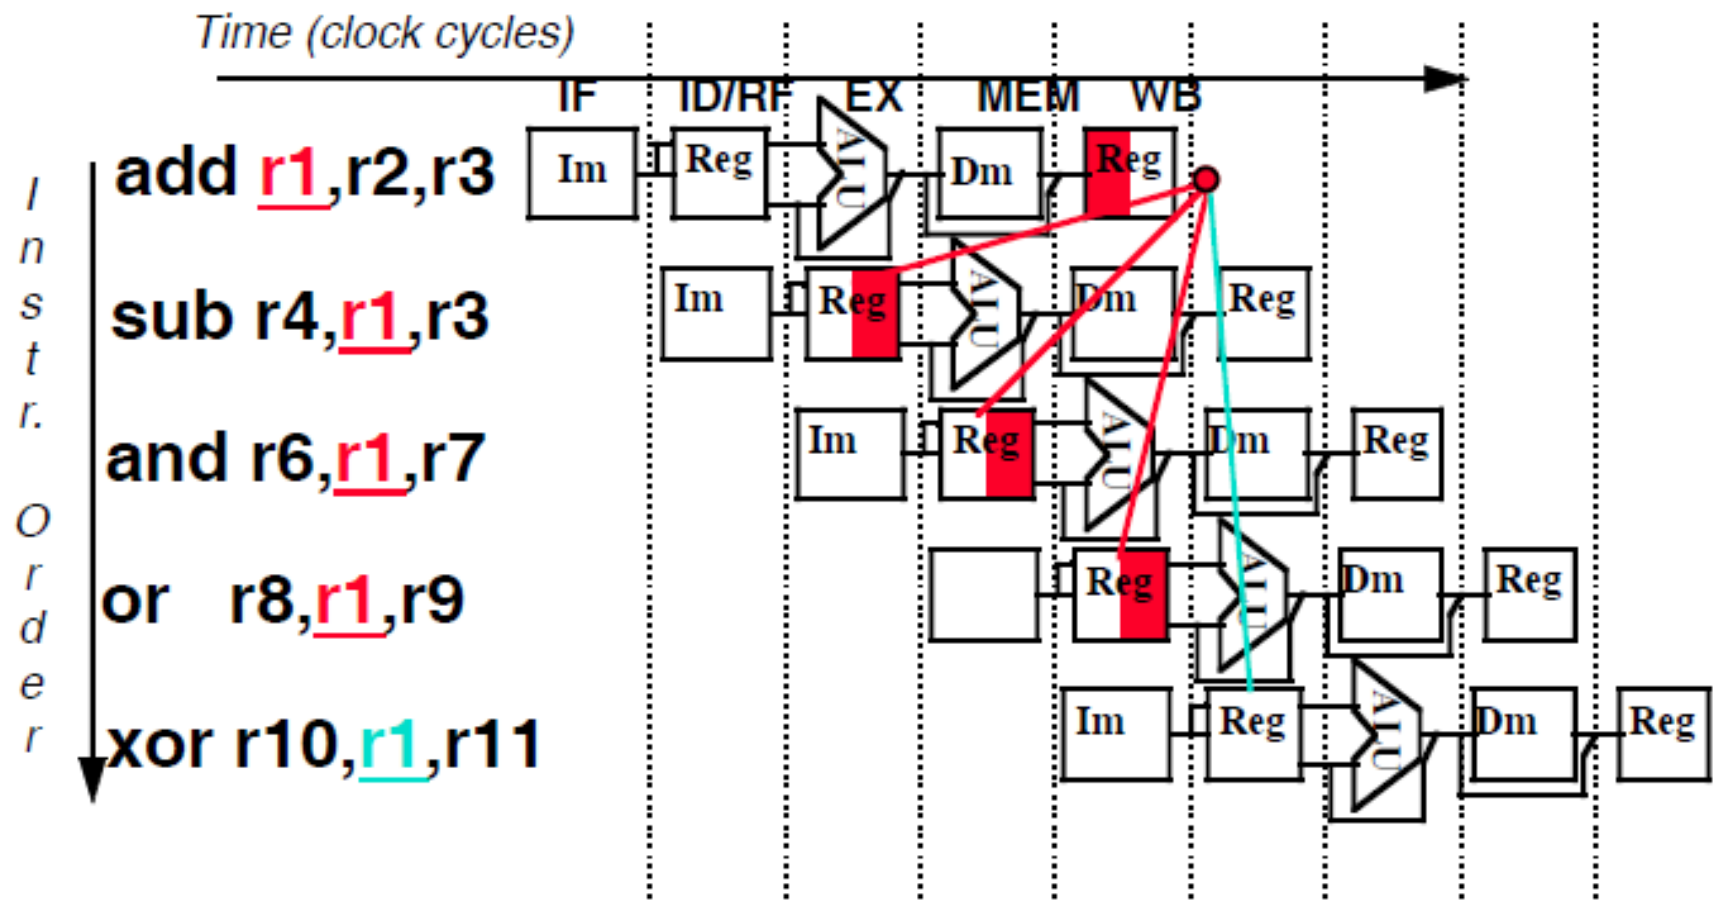 Time (clock cycles)
IF ID/RF EX MEM WB
Instr. Order
add r1,r2,r3 Im Reg ALU Dm Reg
sub r4,r1,r3 Im Reg ALU Dm Reg
and r6,r1,r7 Im Reg ALU Dm Reg
or r8,r1,r9 Reg ALU Dm Reg
xor r10,r1,r11 Im Reg ALU Dm Reg